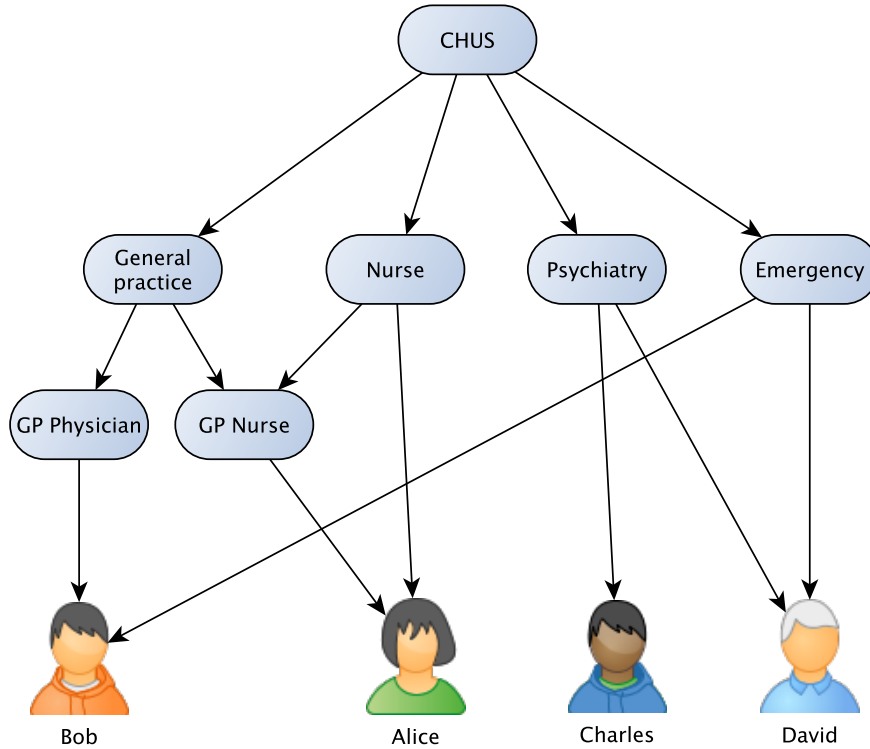 CHUS
General
practice
Nurse
Psychiatry
Emergency
GP Physician
GP Nurse
Bob
Alice
Charles
David